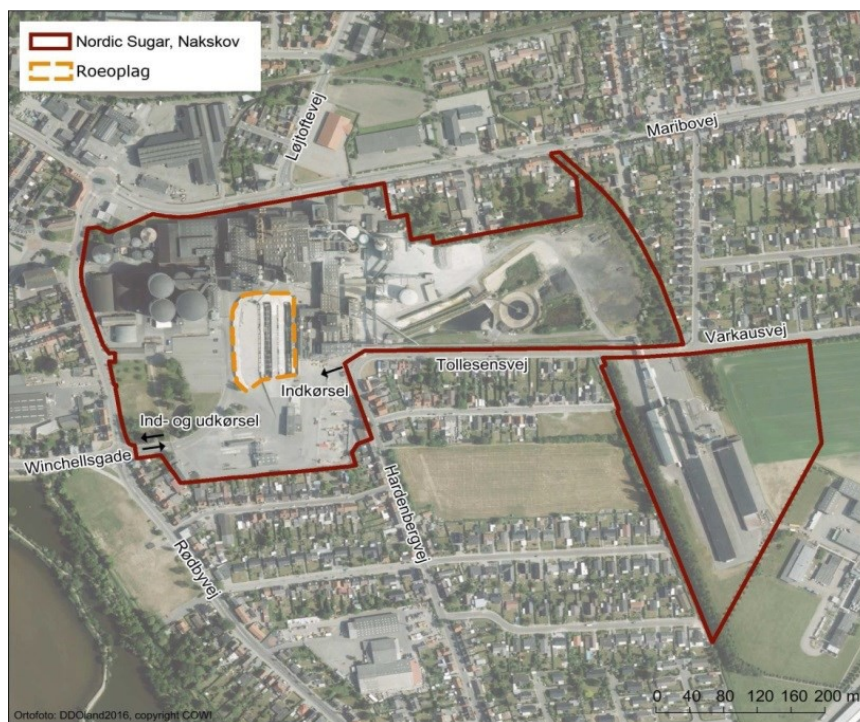 Nordic Sugar, Nakskov
Roeoplag
Løjtoftevej
Maribovej
Varkausvej
Tollesensvej
Indkørsel
Ind- og udkørsel
Winchellsgade
Hardenbergvej
Rødbyvej
0 40 80 120 160 200 m
Ortofoto: DDOland2016, copyright COWI